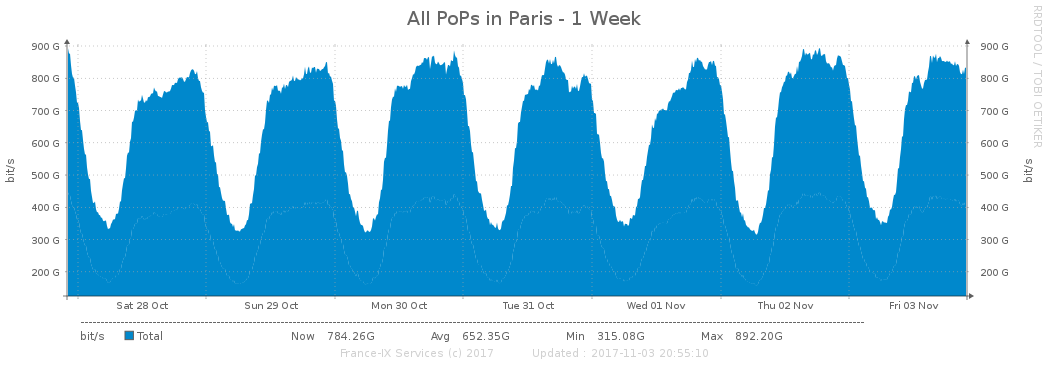 All PoPs in Paris - 1 Week
RRDTOOL / TOBI OETIKER
900 G 900 G
800 G 800 G
700 G 700 G
600 G 600 G
500 G 500 G
400 G 400 G
300 G 300 G
200 G 200 G
bit/s bit/s
Sat 28 Oct Sun 29 Oct Mon 30 Oct Tue 31 Oct Wed 01 Nov Thu 02 Nov Fri 03 Nov
bit/s Total Now 784.26G Avg 652.35G Min 315.08G Max 892.20G
France-IX Services (c) 2017 Updated : 2017-11-03 20:55:10